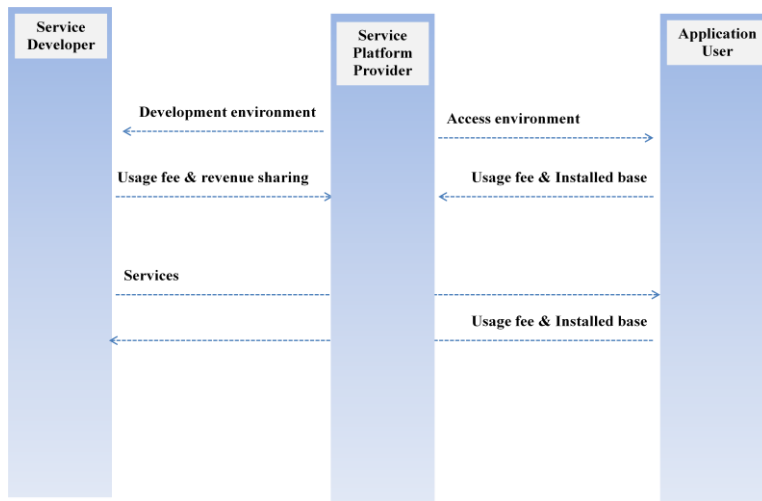 Service
Developer
Service
Platform
Provider
Application
User
Development environment
Access environment
Usage fee & revenue sharing
Usage fee & Installed base
Services
Usage fee & Installed base